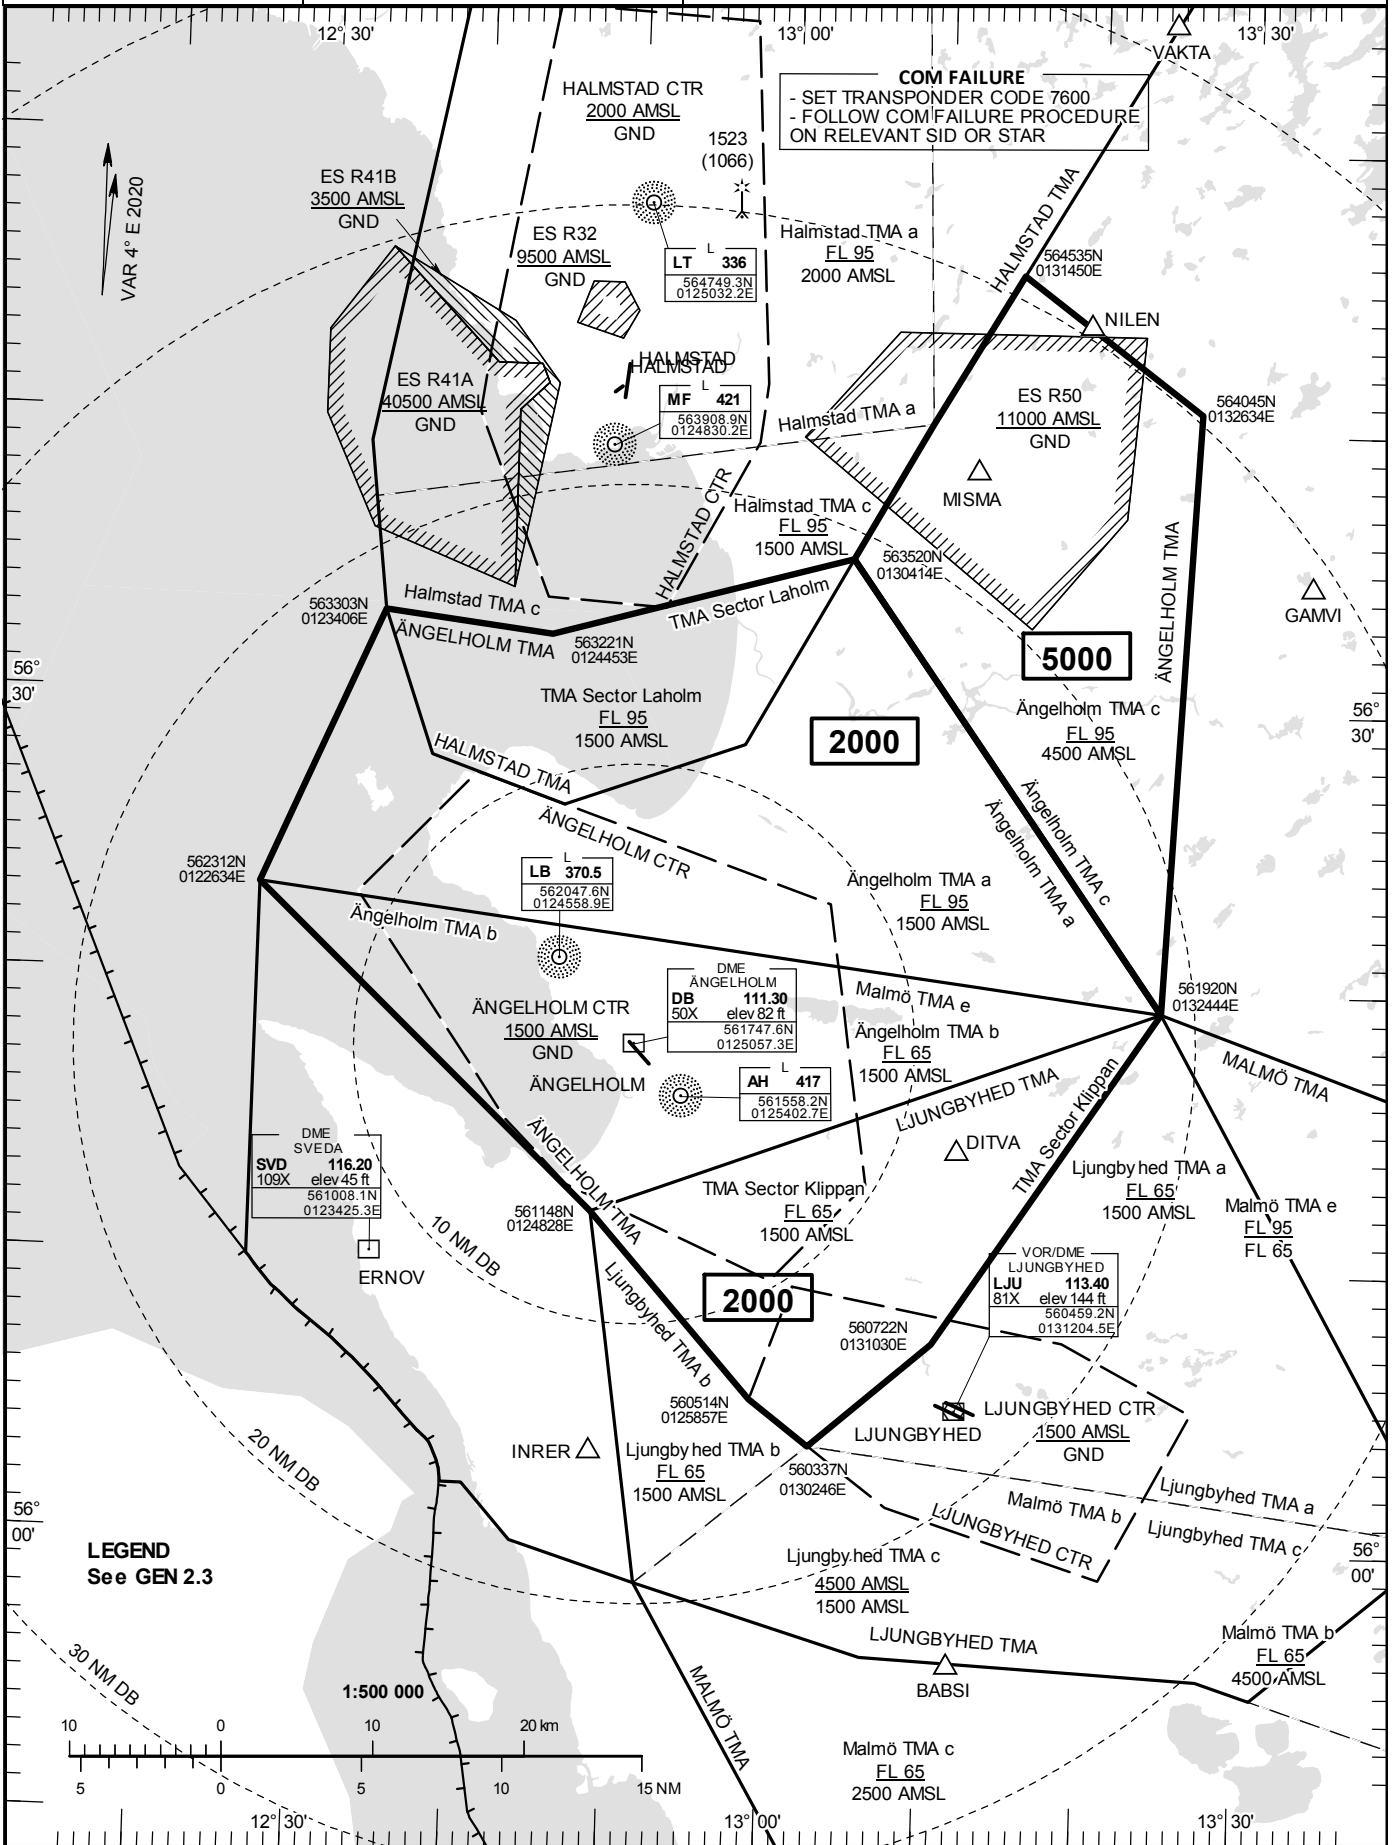 12° 30'
13° 00'
13° 30'
VAKTA
HALMSTAD CTR
2000 AMSL
GND
COM FAILURE
- SET TRANSPONDER CODE 7600
- FOLLOW COM FAILURE PROCEDURE
ON RELEVANT SID OR STAR
1523
(1066)
VAR 4° E 2020
ES R41B
3500 AMSL
GND
ES R32
9500 AMSL
GND
L
LT 336
564749.3N
0125032.2E
Halmstad TMA a
FL 95
2000 AMSL
HALMSTAD TMA
564535N
0131450E
NILEN
HALMSTAD
HALMSTAD
ES R41A
40500 AMSL
GND
L
MF 421
563908.9N
0124830.2E
Halmstad TMA a
ES R50
11000 AMSL
GND
564045N
0132634E
MISMA
HALMSTAD CTR
Halmstad TMA c
FL 95
1500 AMSL
563520N
0130414E
ÄNGELHOLM TMA
GAMVI
563303N
0123406E
Halmstad TMA c
ÄNGELHOLM TMA
563221N
0124453E
TMA Sector Laholm
5000
56°
30'
TMA Sector Laholm
FL 95
1500 AMSL
2000
Ängelholm TMA c
FL 95
4500 AMSL
56°
30'
HALMSTAD TMA
ÄNGELHOLM CTR
Ängelholm TMA c
Ängelholm TMA a
562312N
0122634E
L
LB 370.5
562047.6N
0124558.9E
Ängelholm TMA a
FL 95
1500 AMSL
Ängelholm TMA b
Malmö TMA e
561920N
0132444E
DME
ÄNGELHOLM
DB 111.30
50X elev 82 ft
561747.6N
0125057.3E
ÄNGELHOLM CTR
1500 AMSL
GND
Ängelholm TMA b
FL 65
1500 AMSL
ÄNGELHOLM
L
AH 417
561558.2N
0125402.7E
LJUNGBYHED TMA
MALMÖ TMA
TMA Sector Klippan
DITVA
DME
SVEDA
SVD 116.20
109X elev 45 ft
561008.1N
0123425.3E
ERNOV
ÄNGELHOLM TMA
561148N
0124828E
TMA Sector Klippan
FL 65
1500 AMSL
Ljungbyhed TMA a
FL 65
1500 AMSL
Malmö TMA e
FL 95
FL 65
10 NM DB
Ljungbyhed TMA b
2000
VOR/DME
LJUNGBYHED
LJU 113.40
81X elev 144 ft
560459.2N
0131204.5E
560722N
0131030E
560514N
0125857E
LJUNGBYHED CTR
1500 AMSL
GND
LJUNGBYHED
INRER
Ljungbyhed TMA b
FL 65
1500 AMSL
20 NM DB
560337N
0130246E
Malmö TMA b
Ljungbyhed TMA a
Ljungbyhed TMA c
LJUNGBYHED CTR
56°
00'
LEGEND
See GEN 2.3
Ljungbyhed TMA c
4500 AMSL
1500 AMSL
56°
00'
LJUNGBYHED TMA
Malmö TMA b
FL 65
4500 AMSL
BABSI
30 NM DB
1:500 000
MALMÖ TMA
10 0 10 20 km
5 0 5 10 15 NM
Malmö TMA c
FL 65
2500 AMSL
12° 30'
13° 00'
13° 30'